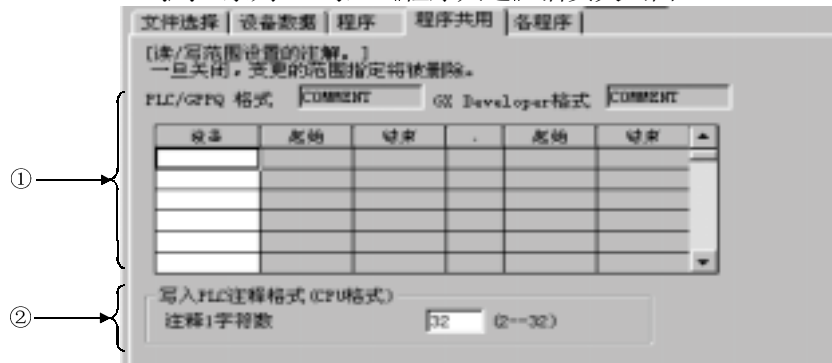 文件选择 设备数据 程序 程序共用 各程序
[读/写范围设置的注解。]
一旦关闭，变更的范围指定将被删除。
PLC/GPPQ 格式 COMMENT GX Developer格式 COMMENT
设备 起始 结束 . 起始 结束
①
②
写入PLC注释格式(CPU格式)
注释1字符数 32 (2--32)